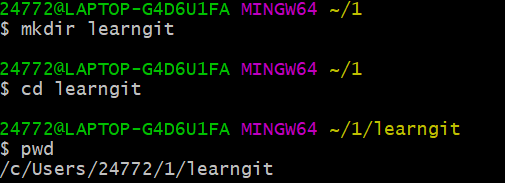 24772@LAPTOP-G4D6U1FA MINGW64 ~/1
$ mkdir learngit
24772@LAPTOP-G4D6U1FA MINGW64 ~/1
$ cd learngit
24772@LAPTOP-G4D6U1FA MINGW64 ~/1/learngit
$ pwd
/c/Users/24772/1/learngit